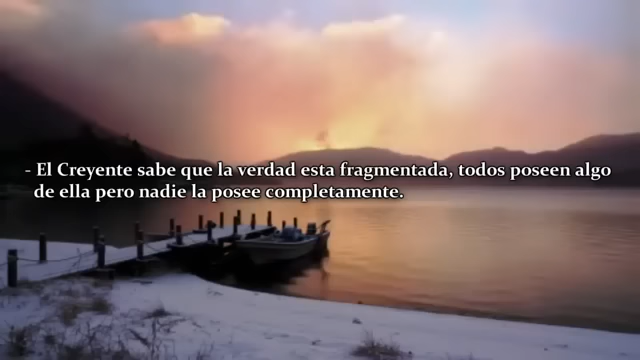 - El Creyente sabe que la verdad esta fragmentada, todos poseen algo
de ella pero nadie la posee completamente.